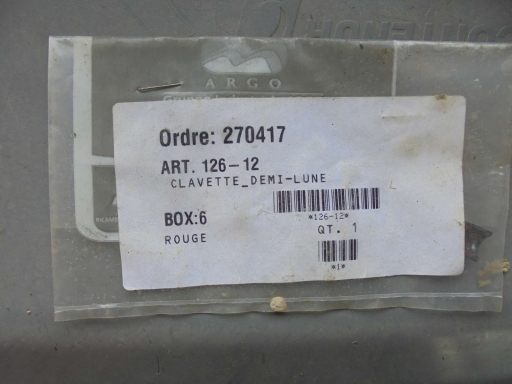 ARGO
Ordre: 270417
ART. 126-12
CLAVETTE_DEMI-LUNE
*126-12*
BOX:6
QT. 1
ROUGE
*1*